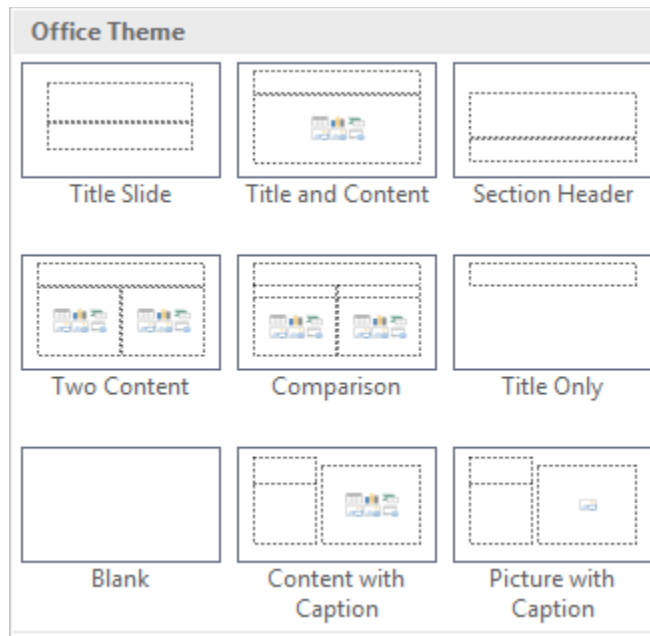 Office Theme
Title Slide
Title and Content
Section Header
Two Content
Comparison
Title Only
Blank
Content with
Caption
Picture with
Caption